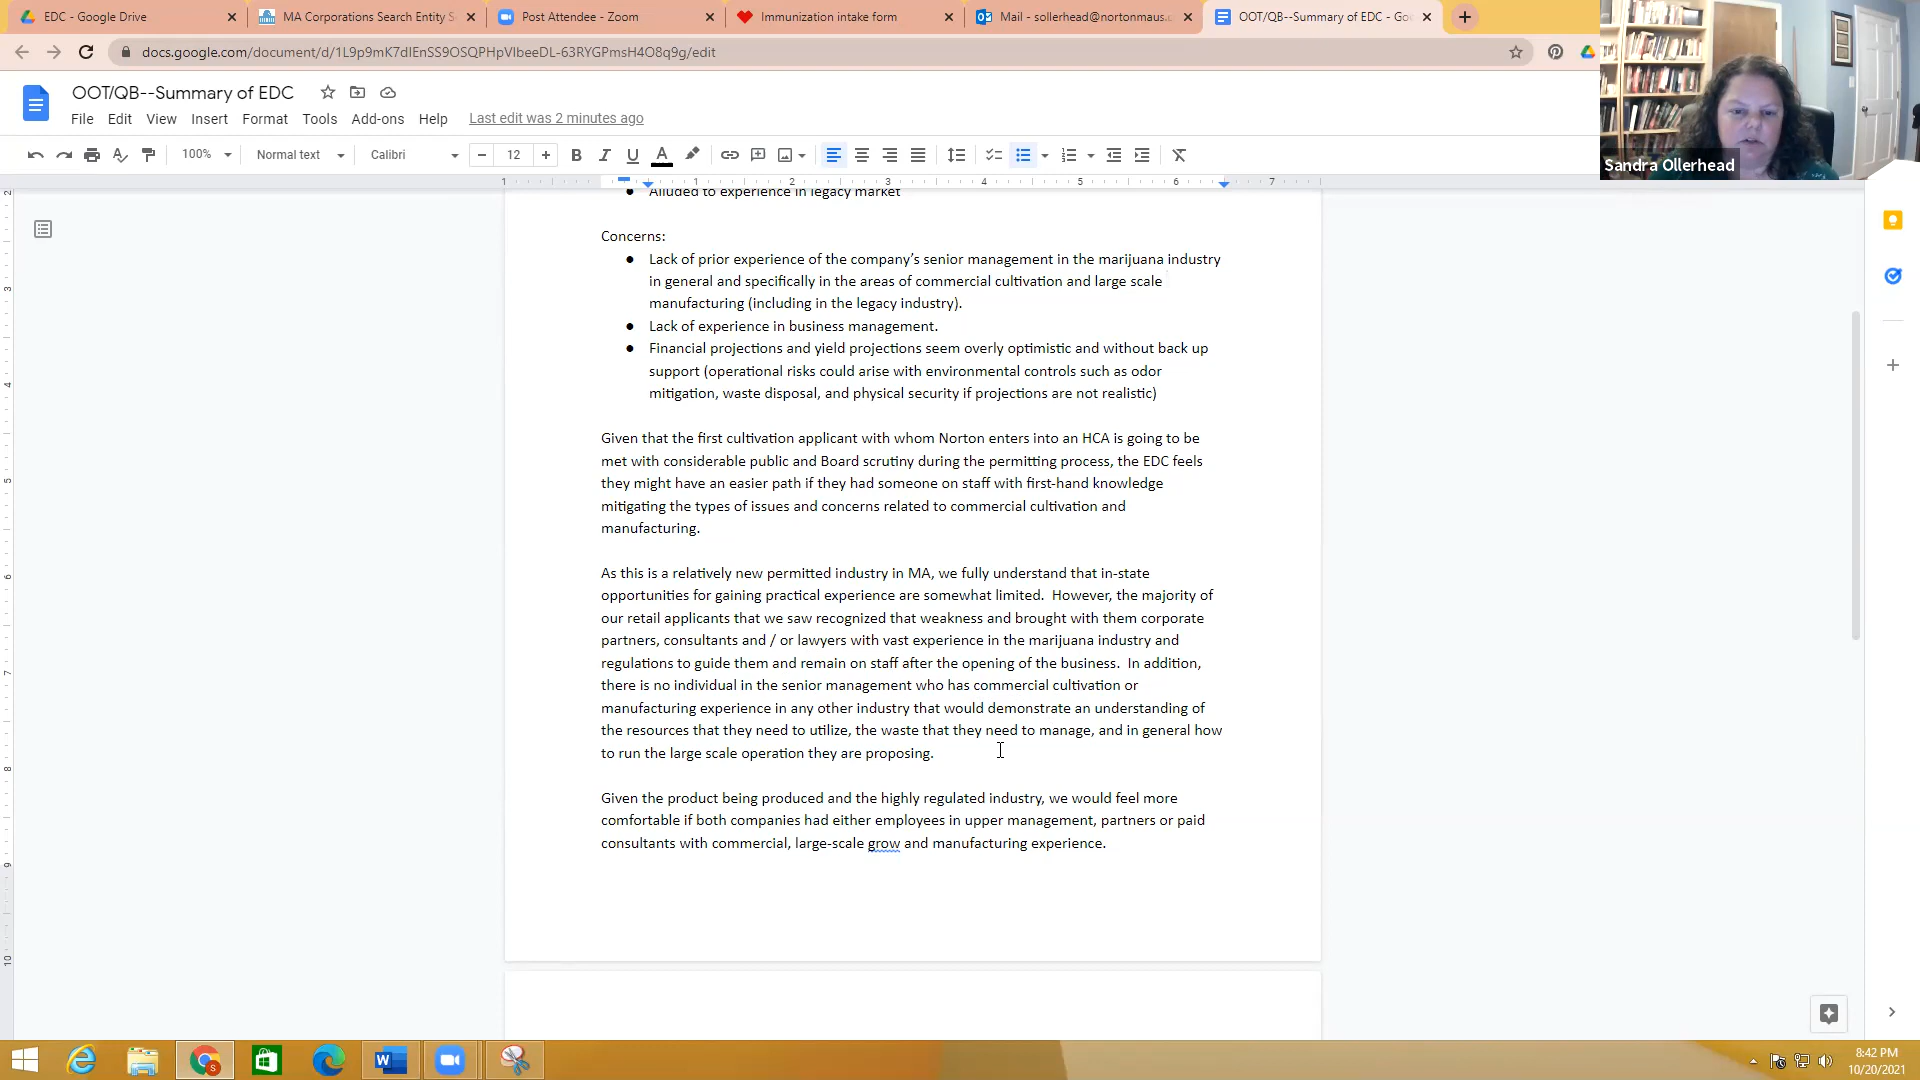 EDC - Google Drive
MA Corporations Search Entity S
Post Attendee - Zoom
Immunization intake form
Mail - sollerhead@nortonmaus.
OOT/QB--Summary of EDC - Go
docs.google.com/document/d/1L9p9mK7dIEnSS9OSQPHpVIbeeDL-63RYGPmsH4O8q9g/edit
OOT/QB--Summary of EDC
File Edit View Insert Format Tools Add-ons Help Last edit was 2 minutes ago
100% Normal text Calibri 12
Sandra Ollerhead
1 1 2 3 4 5 6 7
● Alluded to experience in legacy market
Concerns:
● Lack of prior experience of the company's senior management in the marijuana industry
in general and specifically in the areas of commercial cultivation and large scale
manufacturing (including in the legacy industry).
● Lack of experience in business management.
● Financial projections and yield projections seem overly optimistic and without back up
support (operational risks could arise with environmental controls such as odor
mitigation, waste disposal, and physical security if projections are not realistic)
Given that the first cultivation applicant with whom Norton enters into an HCA is going to be
met with considerable public and Board scrutiny during the permitting process, the EDC feels
they might have an easier path if they had someone on staff with first-hand knowledge
mitigating the types of issues and concerns related to commercial cultivation and
manufacturing.
As this is a relatively new permitted industry in MA, we fully understand that in-state
opportunities for gaining practical experience are somewhat limited.  However, the majority of
our retail applicants that we saw recognized that weakness and brought with them corporate
partners, consultants and / or lawyers with vast experience in the marijuana industry and
regulations to guide them and remain on staff after the opening of the business.  In addition,
there is no individual in the senior management who has commercial cultivation or
manufacturing experience in any other industry that would demonstrate an understanding of
the resources that they need to utilize, the waste that they need to manage, and in general how
to run the large scale operation they are proposing.
Given the product being produced and the highly regulated industry, we would feel more
comfortable if both companies had either employees in upper management, partners or paid
consultants with commercial, large-scale grow and manufacturing experience.
2
3
4
5
6
7
8
9
10
8:42 PM
10/20/2021